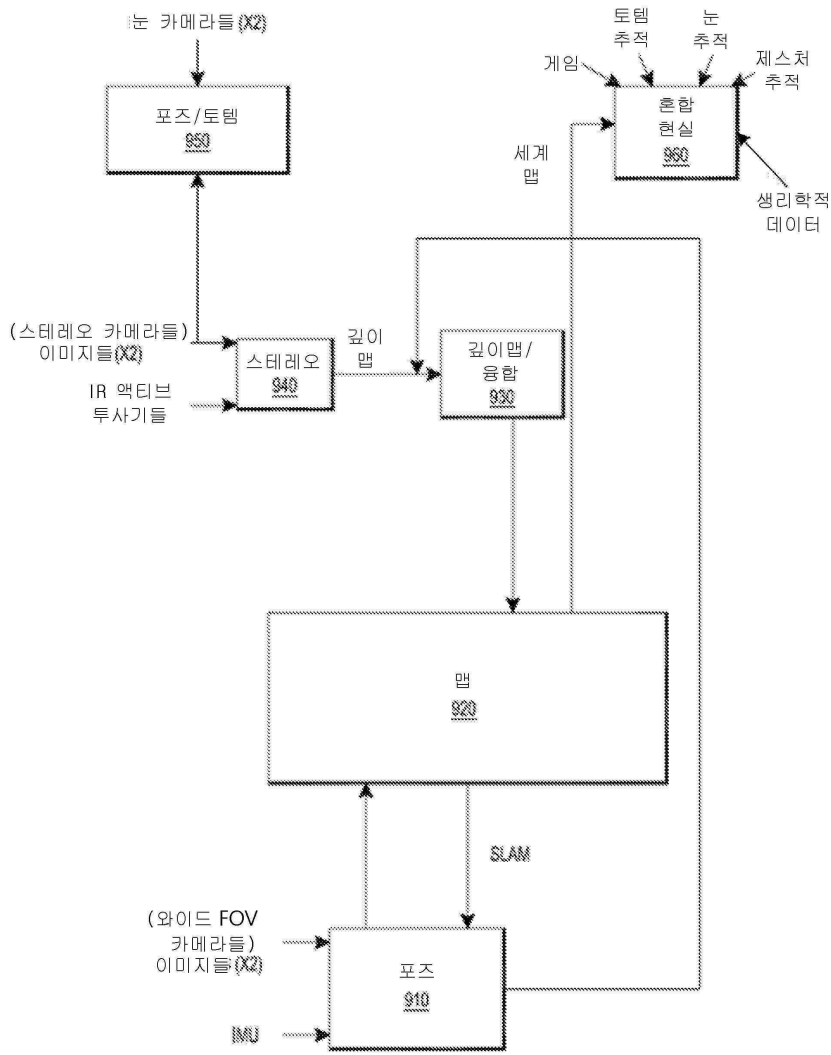 눈 카메라들(X2)
포즈/토템
950
게임
토템
추적
눈
추적
제스처
추적
혼합
현실
960
세계
맵
생리학적
데이터
(스테레오 카메라들)
이미지들(X2)
IR 액티브
투사기들
스테레오
940
깊이
맵
깊이맵/
융합
930
맵
920
SLAM
(와이드 FOV
카메라들)
이미지들(X2)
IMU
포즈
910